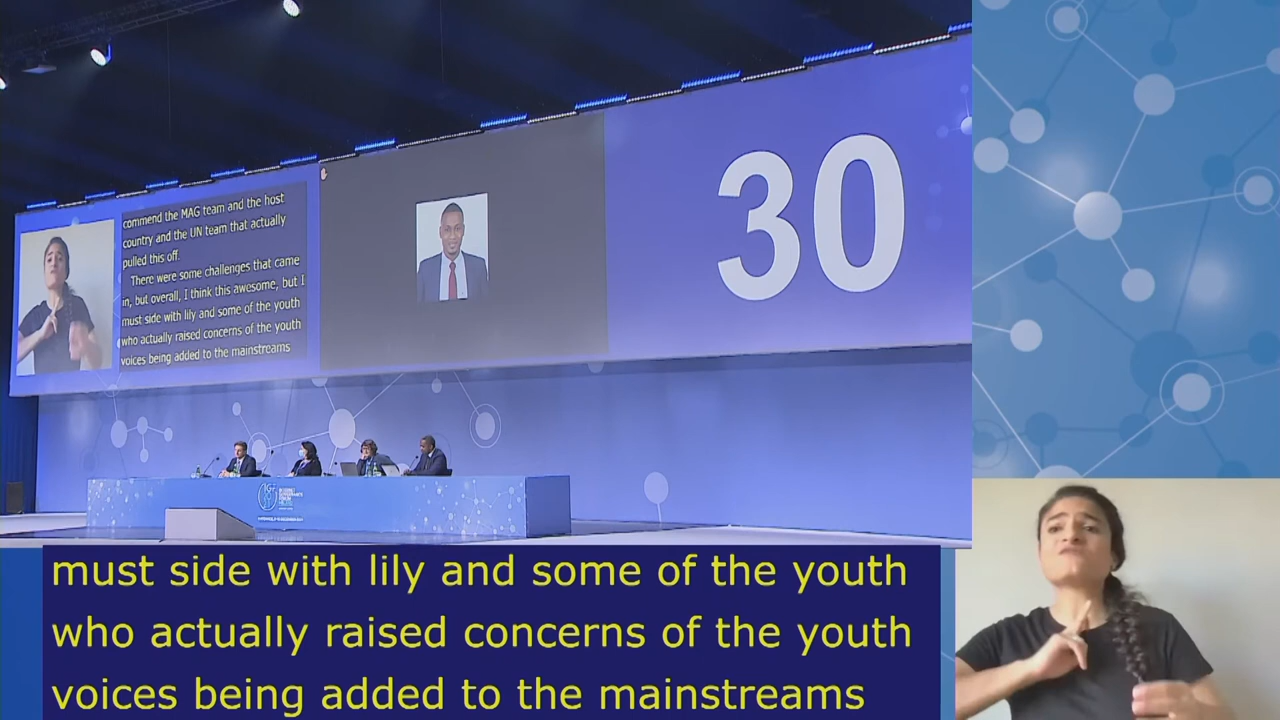 commend the MAG team and the host
country and the UN team that actually
pulled this off.
There were some challenges that came
in, but overall, I think this awesome, but I
must side with lily and some of the youth
who actually raised concerns of the youth
voices being added to the mainstreams
30
must side with lily and some of the youth
who actually raised concerns of the youth
voices being added to the mainstreams